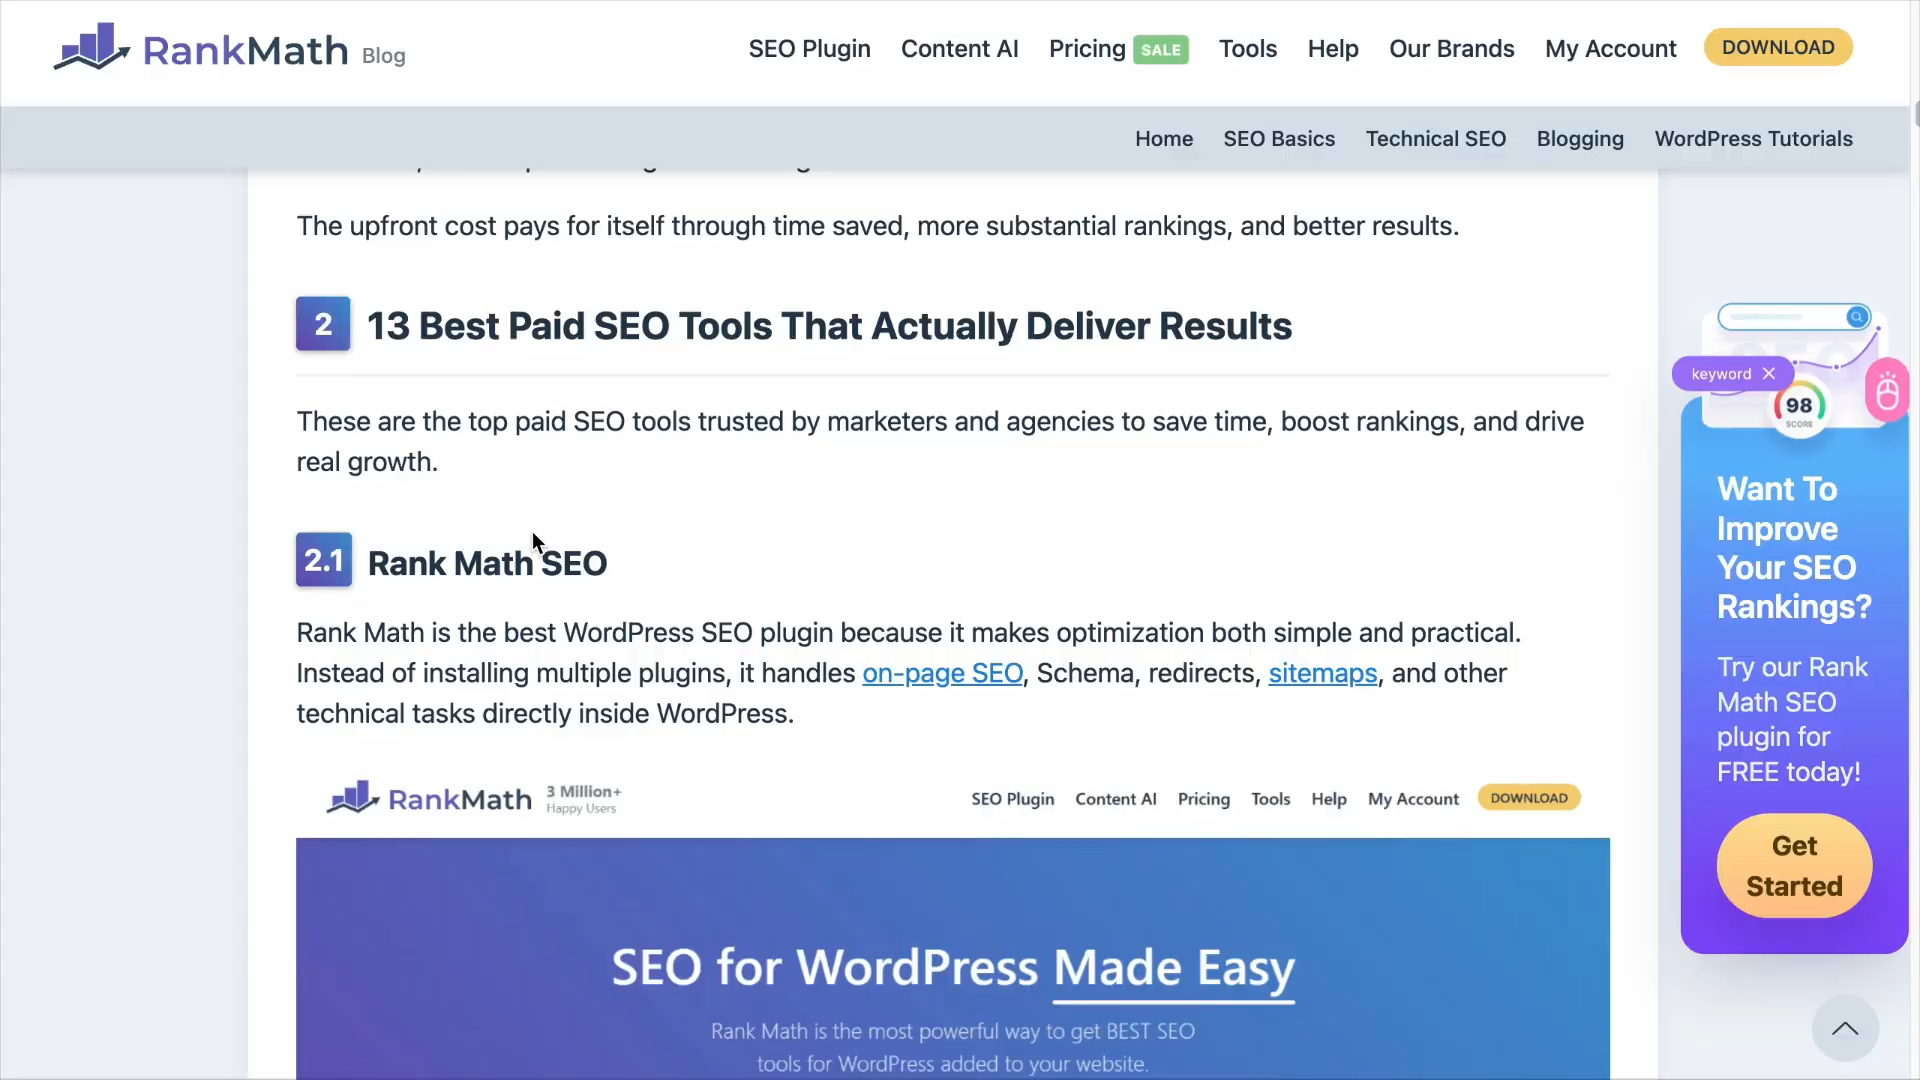 RankMath Blog
SEO Plugin Content AI Pricing SALE Tools Help Our Brands My Account DOWNLOAD
Home SEO Basics Technical SEO Blogging WordPress Tutorials
The upfront cost pays for itself through time saved, more substantial rankings, and better results.
2 13 Best Paid SEO Tools That Actually Deliver Results
These are the top paid SEO tools trusted by marketers and agencies to save time, boost rankings, and drive
real growth.
2.1 Rank Math SEO
Rank Math is the best WordPress SEO plugin because it makes optimization both simple and practical.
Instead of installing multiple plugins, it handles on-page SEO, Schema, redirects, sitemaps, and other
technical tasks directly inside WordPress.
RankMath 3 Million+
Happy Users
SEO Plugin Content AI Pricing Tools Help My Account DOWNLOAD
SEO for WordPress Made Easy
Rank Math is the most powerful way to get BEST SEO
tools for WordPress added to your website.
keyword
98
SCORE
Want To
Improve
Your SEO
Rankings?
Try our Rank
Math SEO
plugin for
FREE today!
Get
Started